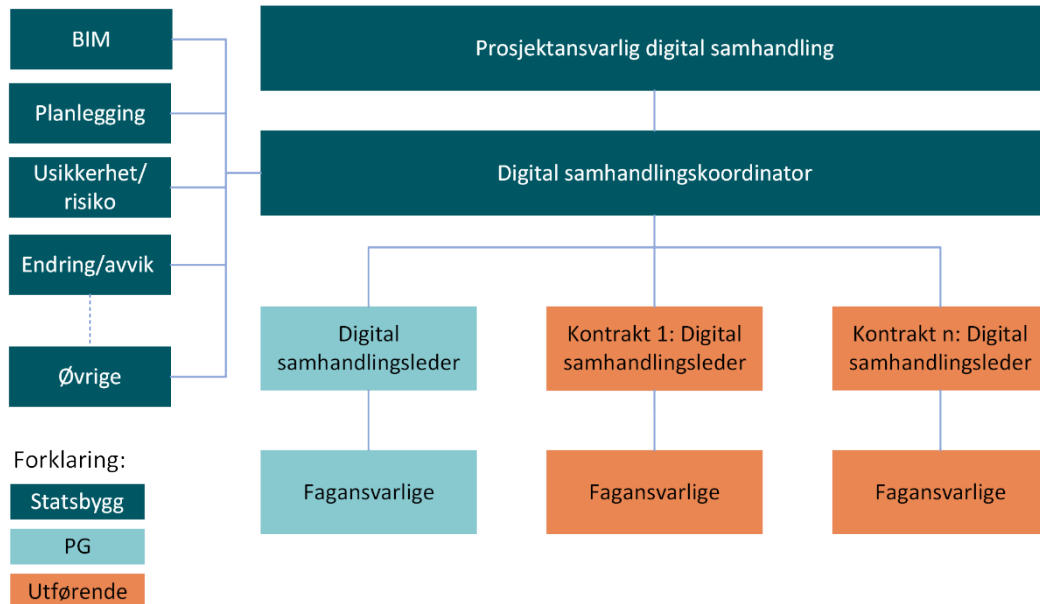 BIM
Planlegging
Usikkerhet/
risiko
Endring/avvik
Øvrige
Prosjektansvarlig digital samhandling
Digital samhandlingskoordinator
Digital
samhandlingsleder
Kontrakt 1: Digital
samhandlingsleder
Kontrakt n: Digital
samhandlingsleder
Fagansvarlige
Fagansvarlige
Fagansvarlige
Forklaring:
Statsbygg
PG
Utførende